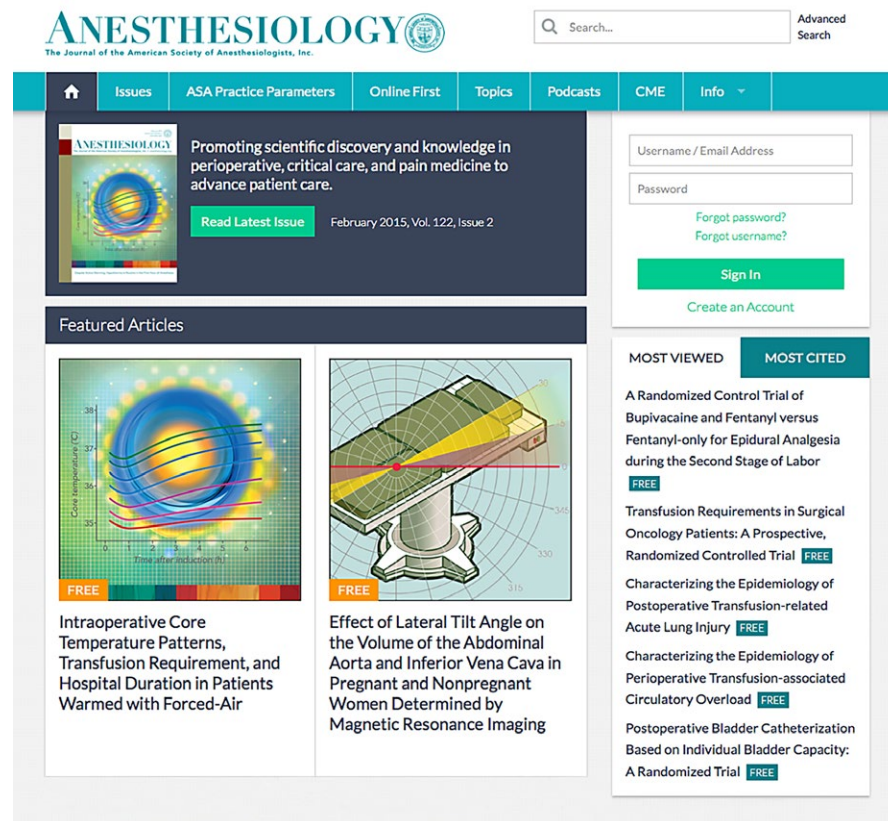 ANESTHESIOLOGY
The Journal of the American Society of Anesthesiologists, Inc.
Search...
Advanced
Search
Issues
ASA Practice Parameters
Online First
Topics
Podcasts
CME
Info
ANESTHESIOLOGY
Promoting scientific discovery and knowledge in
perioperative, critical care, and pain medicine to
advance patient care.
Read Latest Issue
February 2015, Vol. 122, Issue 2
Username / Email Address
Password
Forgot password?
Forgot username?
Sign In
Create an Account
Featured Articles
38
37
36
35
Core temperature (°C)
0 1 2 3 4 5 6
Time after induction (h)
FREE
30
15
0
345
330
315
FREE
Intraoperative Core
Temperature Patterns,
Transfusion Requirement, and
Hospital Duration in Patients
Warmed with Forced-Air
Effect of Lateral Tilt Angle on
the Volume of the Abdominal
Aorta and Inferior Vena Cava in
Pregnant and Nonpregnant
Women Determined by
Magnetic Resonance Imaging
MOST VIEWED
MOST CITED
A Randomized Control Trial of
Bupivacaine and Fentanyl versus
Fentanyl-only for Epidural Analgesia
during the Second Stage of Labor
FREE
Transfusion Requirements in Surgical
Oncology Patients: A Prospective,
Randomized Controlled Trial FREE
Characterizing the Epidemiology of
Postoperative Transfusion-related
Acute Lung Injury FREE
Characterizing the Epidemiology of
Perioperative Transfusion-associated
Circulatory Overload FREE
Postoperative Bladder Catheterization
Based on Individual Bladder Capacity:
A Randomized Trial FREE